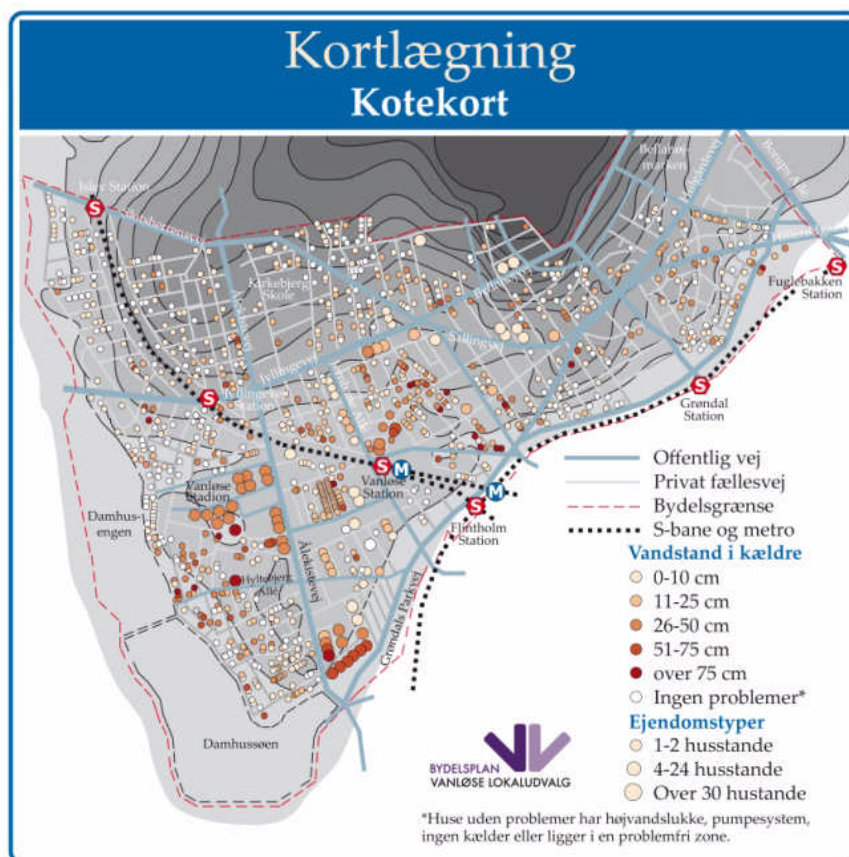 Kortlægning
Kotekort
Bellahøj-
marken
Borups Allé
Islev Station
Fuglebakken
Station
Kirkebjerg
Skole
Sallingvej
Jyllingevej
Jyllingevej
Station
Grøndal
Station
Vanløse
Station
Vanløse
Stadion
Flintholm
Station
Damhus-
engen
Ålekistevej
Hyltebjerg
Allé
Grøndals Parkvej
Damhussøen
S
S
S
S
S
S
M
M
Offentlig vej
Privat fællesvej
Bydelsgrænse
S-bane og metro
Vandstand i kældre
0-10 cm
11-25 cm
26-50 cm
51-75 cm
over 75 cm
Ingen problemer*
Ejendomstyper
1-2 husstande
4-24 husstande
Over 30 hustande
BYDELSPLAN
VANLØSE LOKALUDVALG
*Huse uden problemer har højvandslukke, pumpesystem,
ingen kælder eller ligger i en problemfri zone.